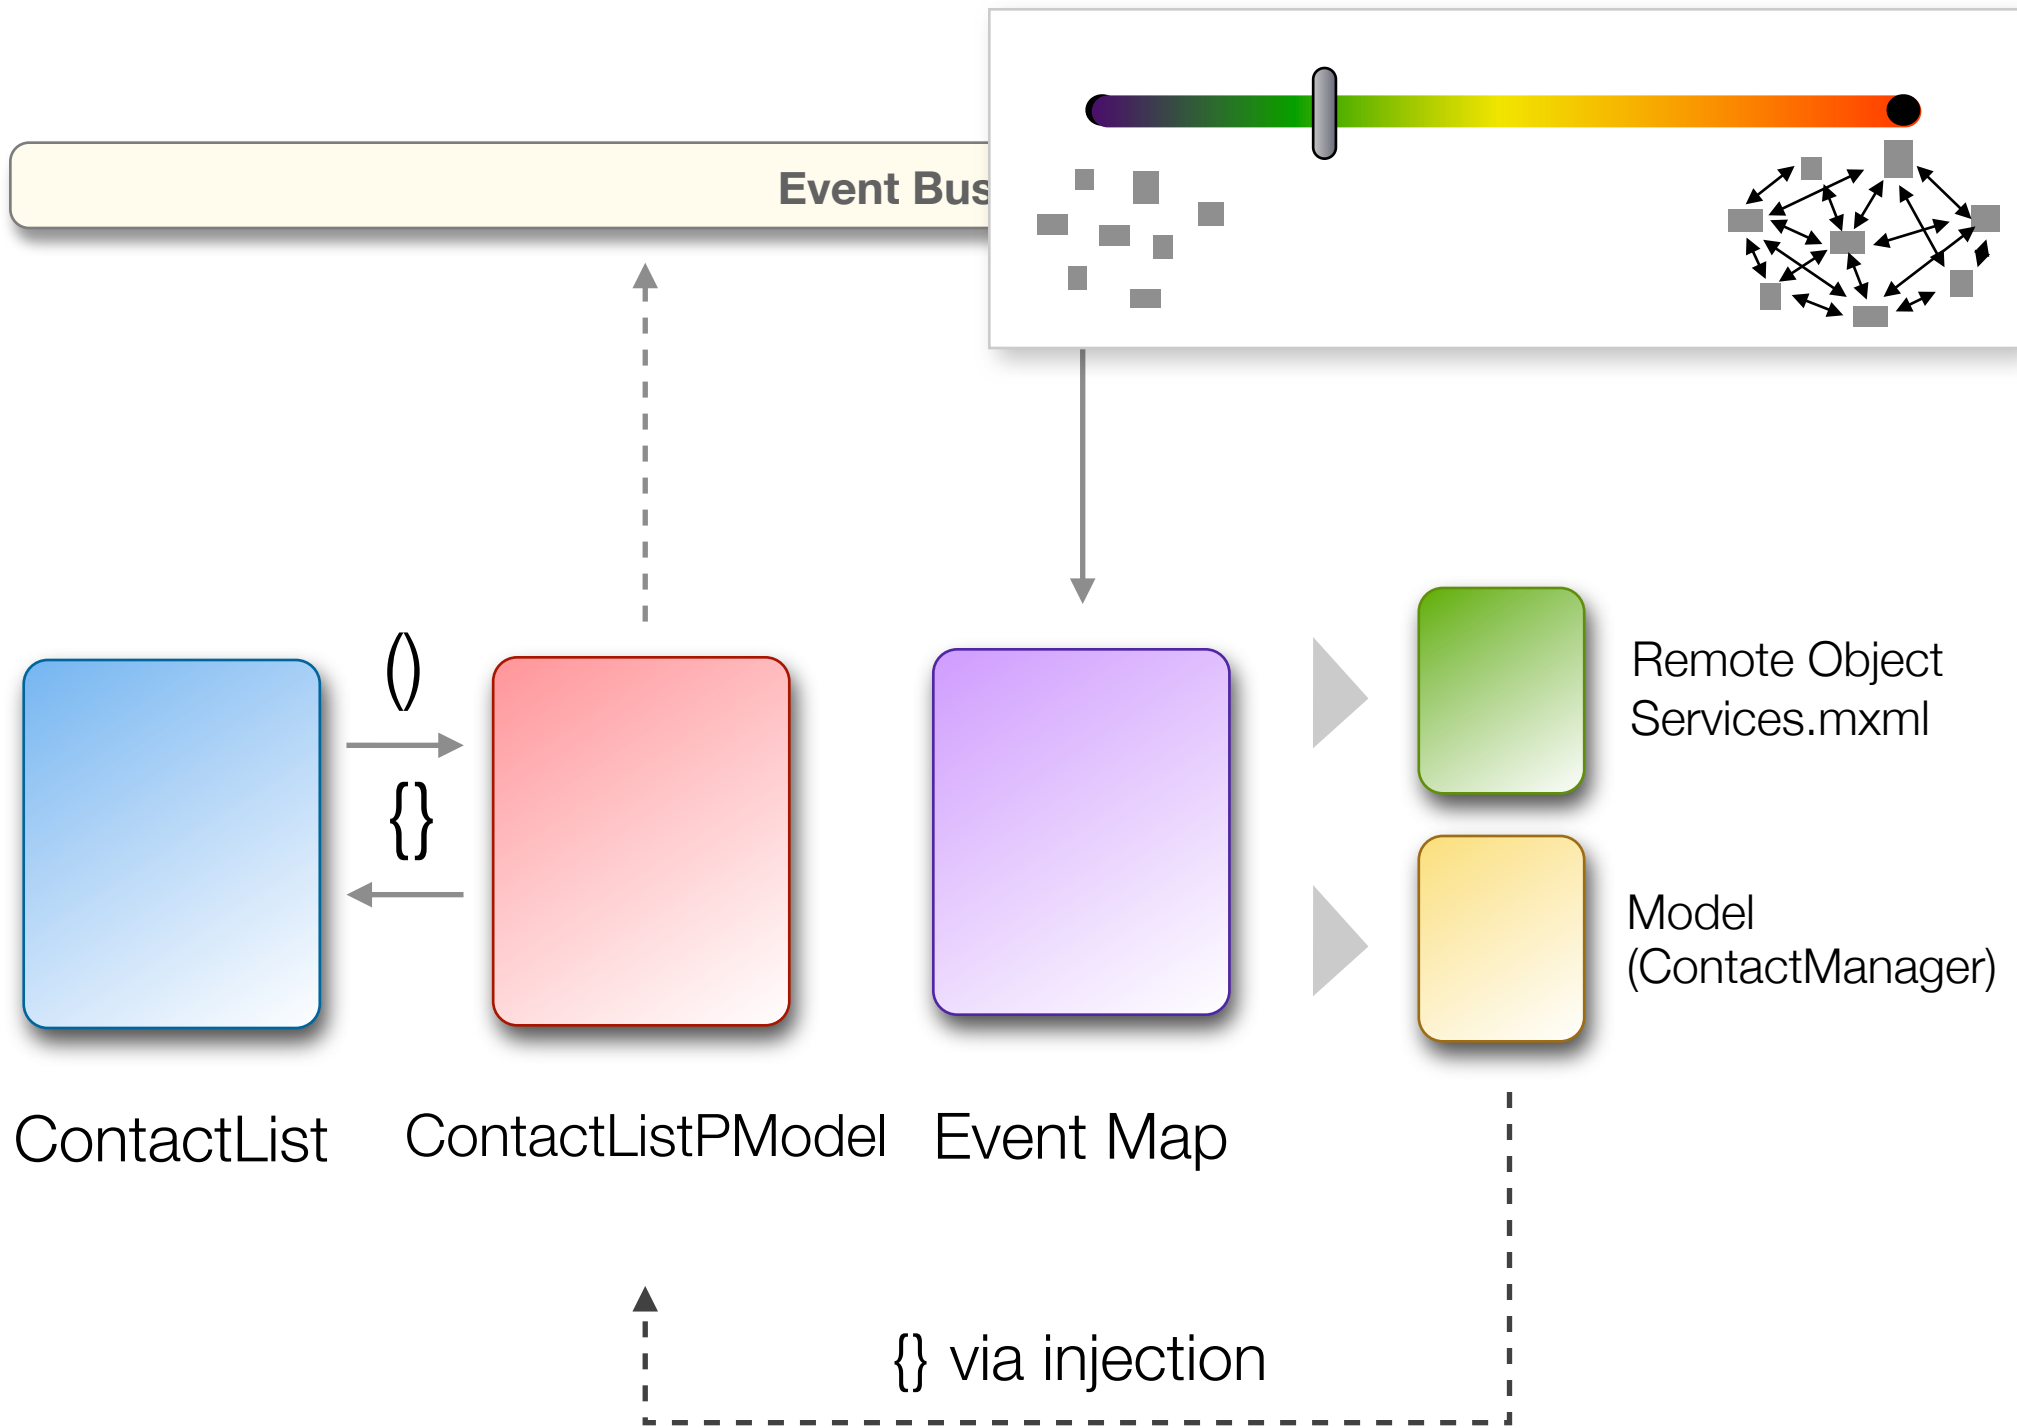 Event Bus
()
{}
Remote Object
Services.mxml
Model
(ContactManager)
ContactList
ContactListPModel
Event Map
{} via injection